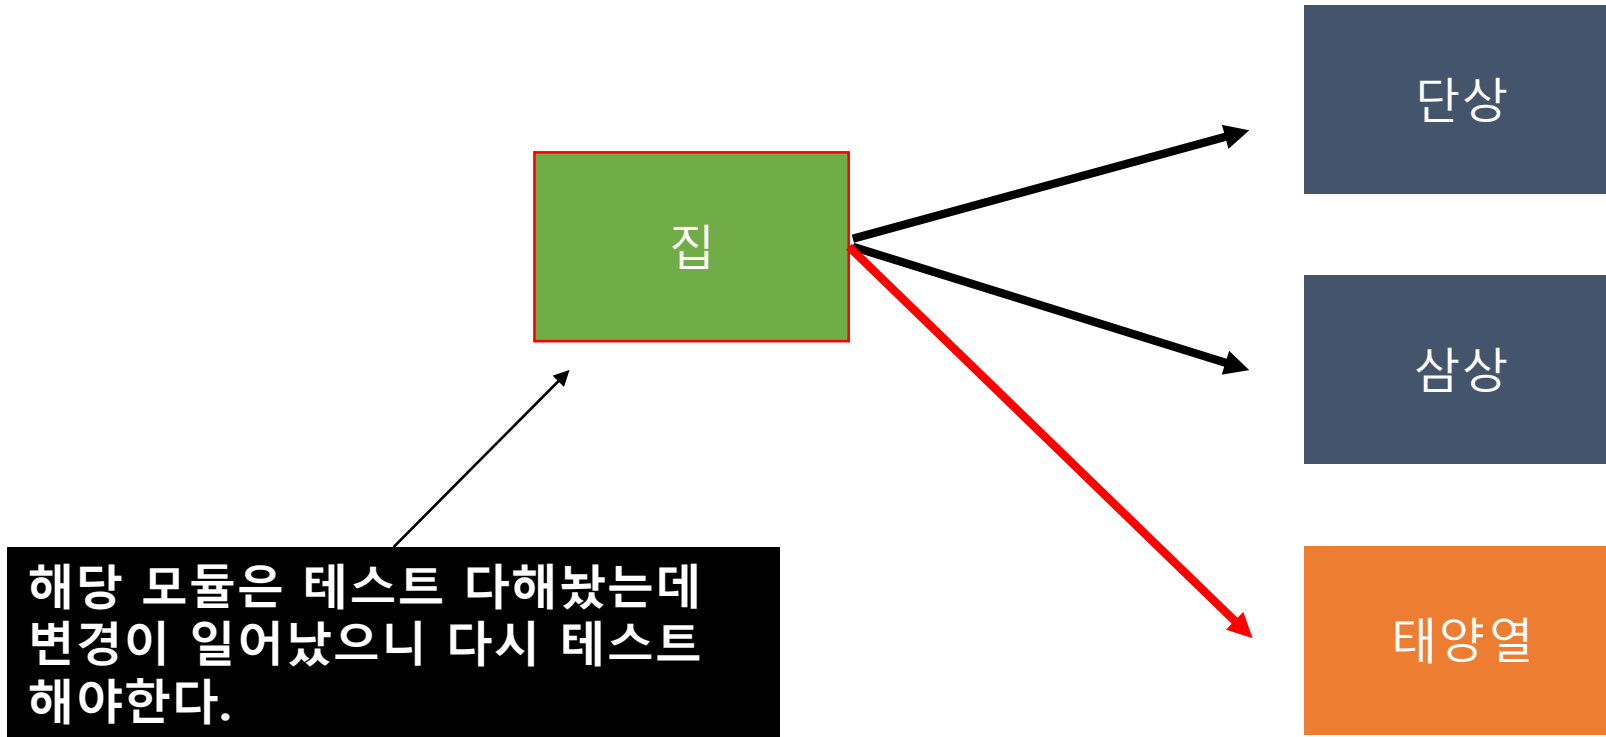 단상
집
삼상
해당 모듈은 테스트 다해놨는데
변경이 일어났으니 다시 테스트
해야한다.
태양열